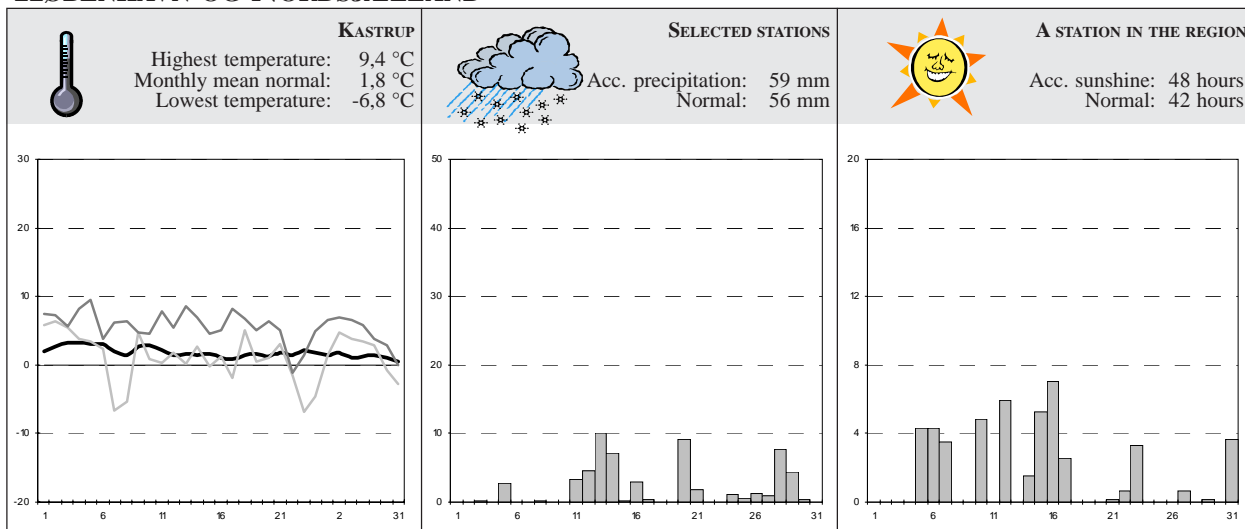 KASTRUP
Highest temperature: 9,4 °C
Monthly mean normal: 1,8 °C
Lowest temperature: -6,8 °C
30
20
10
0
-10
-20
1 6 11 16 21 2 31
SELECTED STATIONS
Acc. precipitation: 59 mm
Normal: 56 mm
50
40
30
20
10
0
1 6 11 16 21 26 31
A STATION IN THE REGION
Acc. sunshine: 48 hours
Normal: 42 hours
20
16
12
8
4
0
1 6 11 16 21 26 31